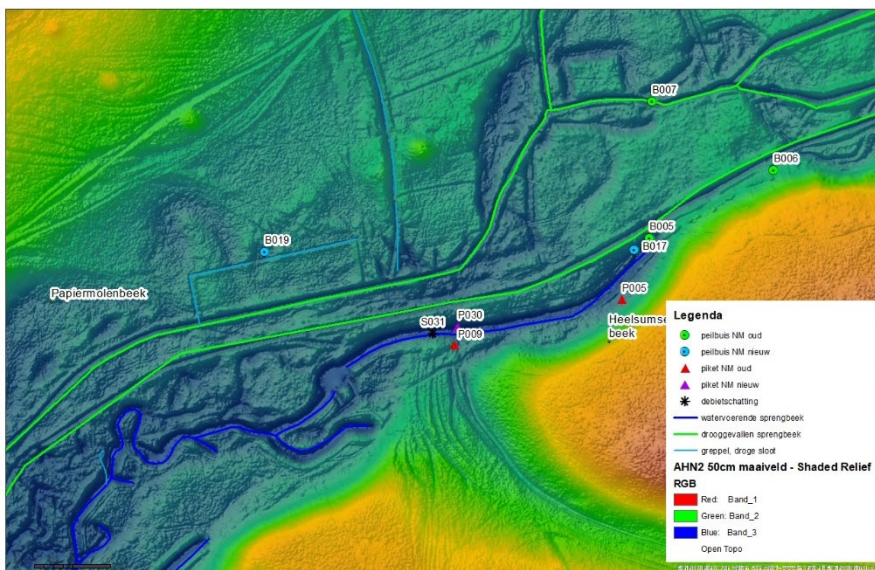 B007
B006
B005
B019
B017
Papiermolenbeek
P005
P030
S031
P009
Heelsumse
beek
Legenda
peilbuis NM oud
peilbuis NM nieuw
piket NM oud
piket NM nieuw
debietschatting
watervoerende sprengbeek
drooggevallen sprengbeek
greppel, droge sloot
AHN2 50cm maaiveld - Shaded Relief
RGB
Red: Band_1
Green: Band_2
Blue: Band_3
Open Topo